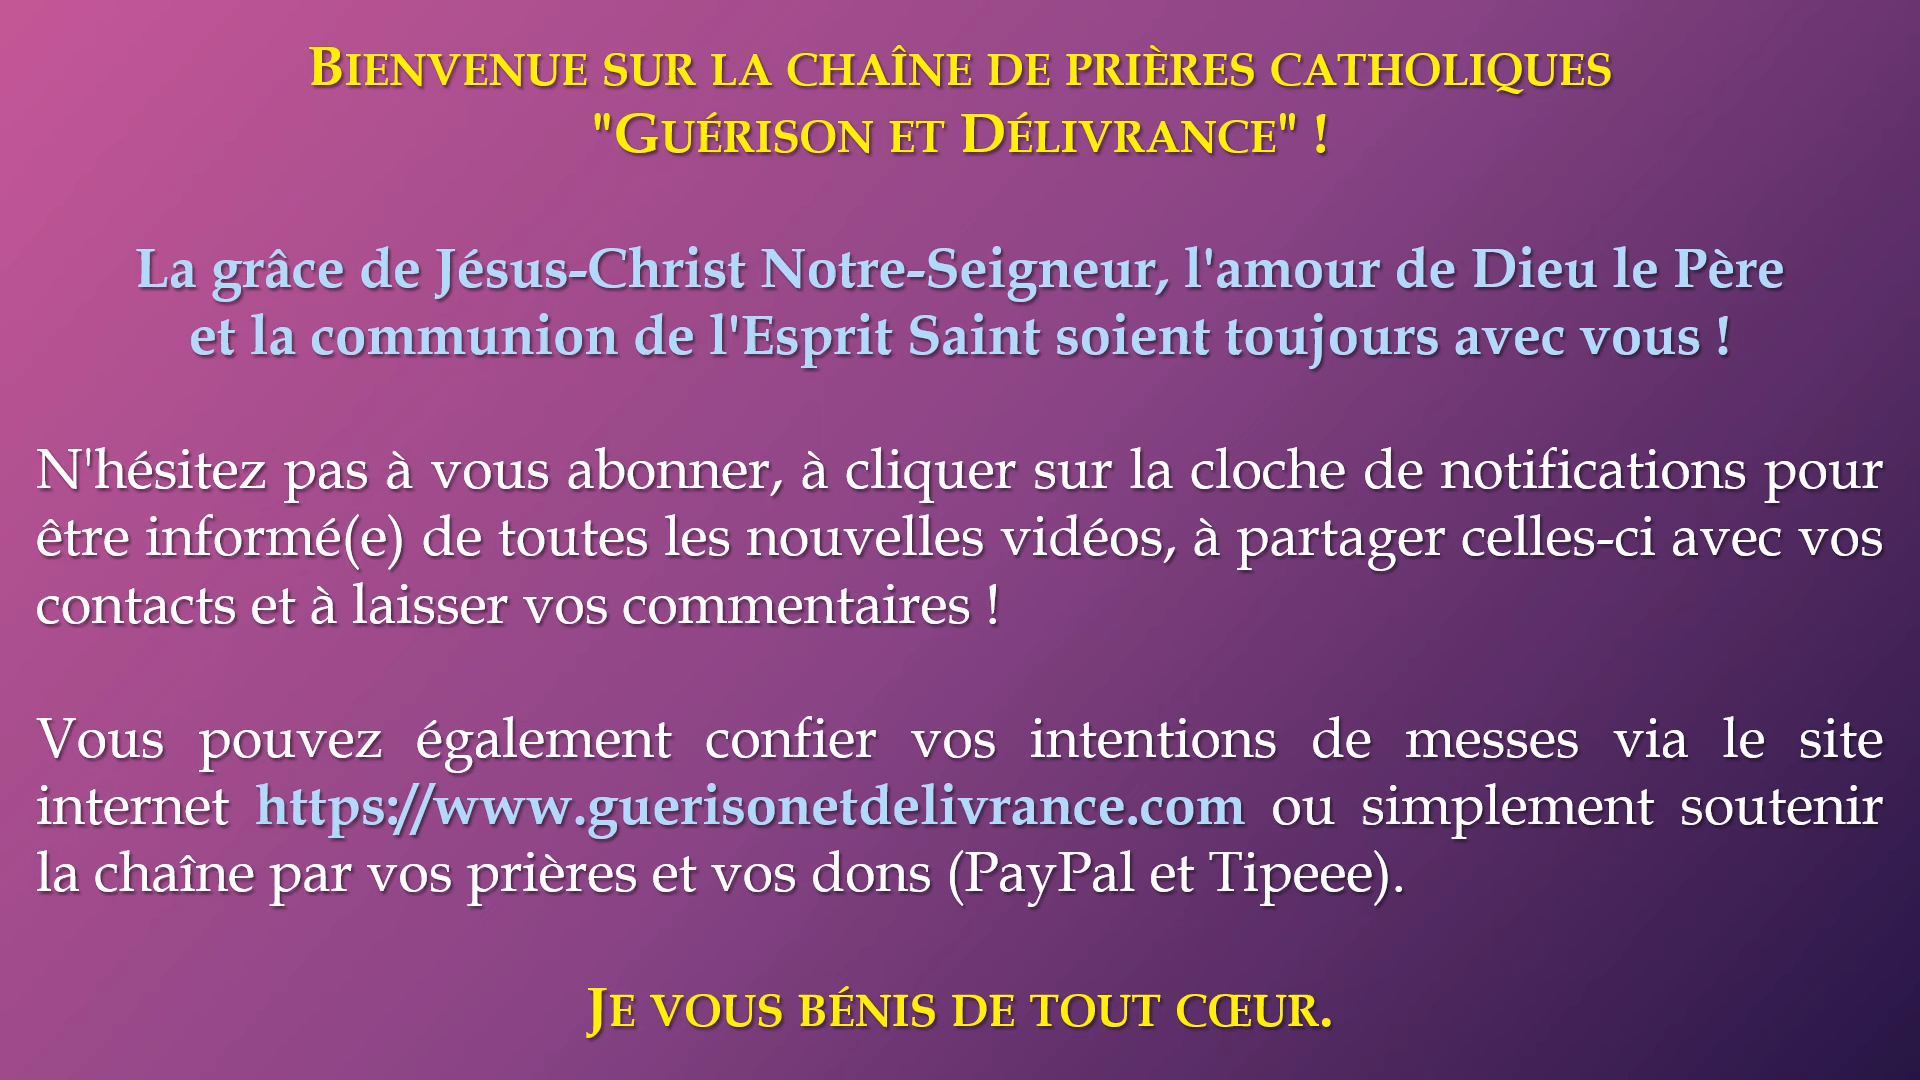 BIENVENUE SUR LA CHAÎNE DE PRIÈRES CATHOLIQUES
"GUÉRISON ET DÉLIVRANCE" !
La grâce de Jésus-Christ Notre-Seigneur, l'amour de Dieu le Père
et la communion de l'Esprit Saint soient toujours avec vous !
N'hésitez pas à vous abonner, à cliquer sur la cloche de notifications pour
être informé(e) de toutes les nouvelles vidéos, à partager celles-ci avec vos
contacts et à laisser vos commentaires !
Vous pouvez également confier vos intentions de messes via le site
internet https://www.guerisonetdelivrance.com ou simplement soutenir
la chaîne par vos prières et vos dons (PayPal et Tipeee).
JE VOUS BÉNIS DE TOUT CŒUR.